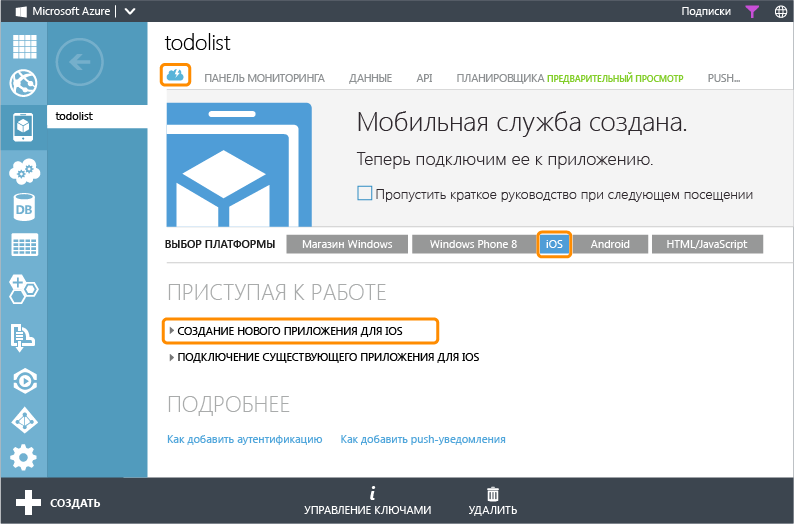 Microsoft Azure Подписки
todolist
ПАНЕЛЬ МОНИТОРИНГА ДАННЫЕ API ПЛАНИРОВЩИКА ПРЕДВАРИТЕЛЬНЫЙ ПРОСМОТР PUSH...
todolist
Мобильная служба создана.
Теперь подключим ее к приложению.
Пропустить краткое руководство при следующем посещении
DB
ВЫБОР ПЛАТФОРМЫ Магазин Windows Windows Phone 8 iOS Android HTML/JavaScript
ПРИСТУПАЯ К РАБОТЕ
СОЗДАНИЕ НОВОГО ПРИЛОЖЕНИЯ ДЛЯ IOS
ПОДКЛЮЧЕНИЕ СУЩЕСТВУЮЩЕГО ПРИЛОЖЕНИЯ ДЛЯ IOS
ПОДРОБНЕЕ
Как добавить аутентификацию Как добавить push-уведомления
СОЗДАТЬ УПРАВЛЕНИЕ КЛЮЧАМИ УДАЛИТЬ